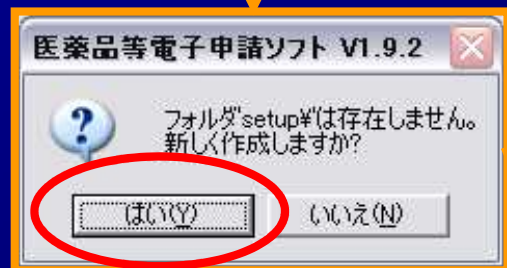 医薬品等電子申請ソフト V1.9.2
フォルダ'setup¥'は存在しません。
新しく作成しますか?
はい(Y)
いいえ(N)